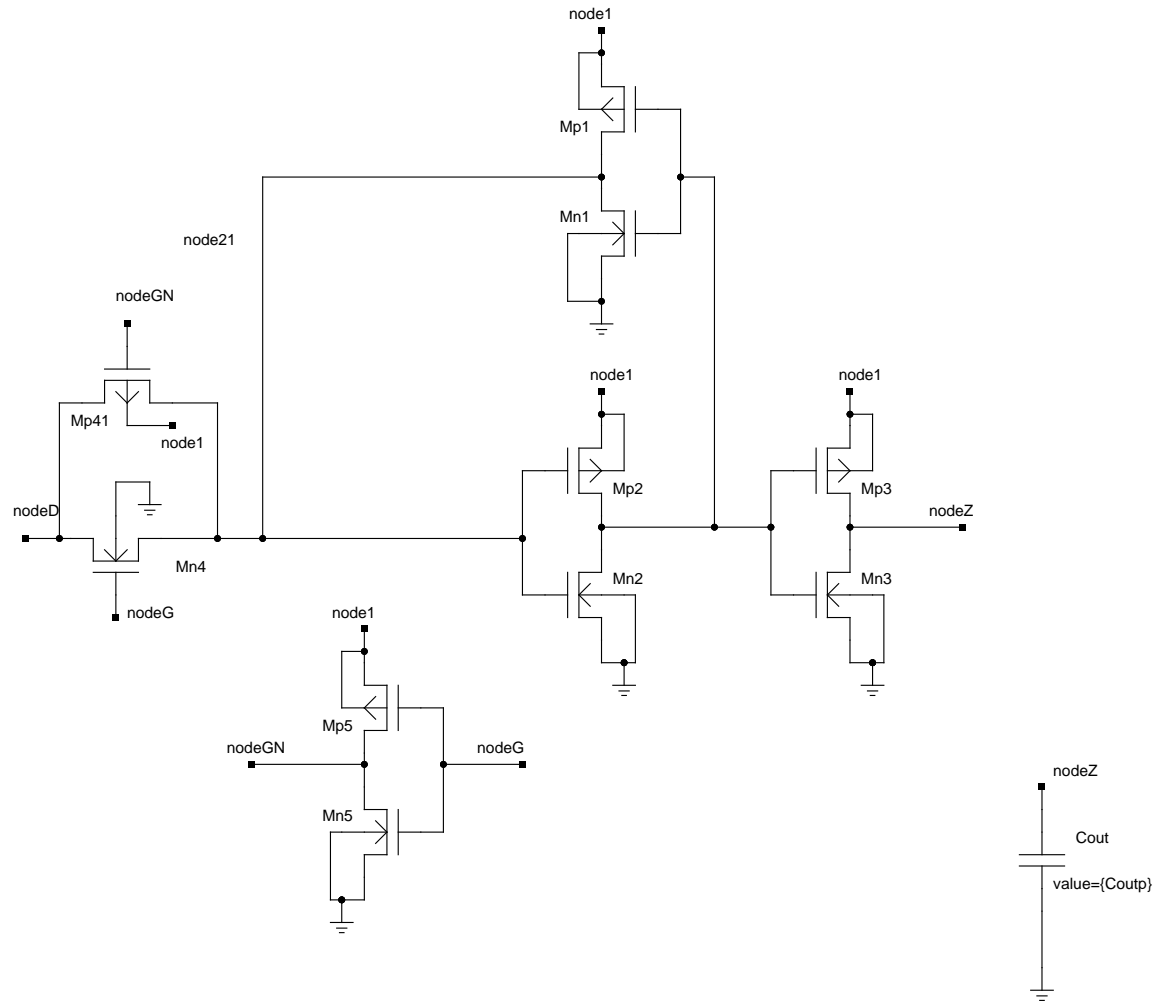 node1
Mp1
Mn1
node21
nodeGN
Mp41
node1
node1
node1
Mp2
Mp3
nodeD
nodeZ
Mn4
Mn2
Mn3
nodeG
node1
Mp5
nodeGN
nodeG
Mn5
nodeZ
Cout
value={Coutp}